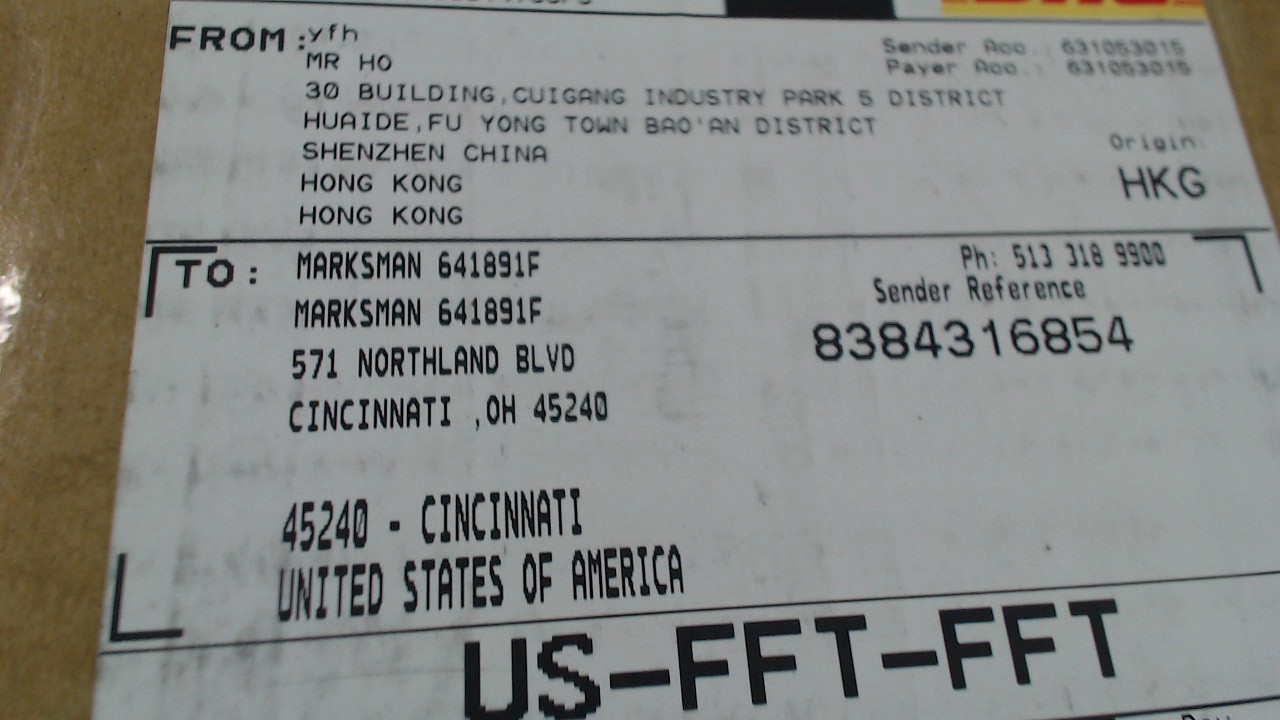 FROM :yfh
MR HO
30 BUILDING,CUIGANG INDUSTRY PARK 5 DISTRICT
HUAIDE,FU YONG TOWN BAO'AN DISTRICT
SHENZHEN CHINA
HONG KONG
HONG KONG
Sender Acc.: 631053015
Payer Acc.: 631053015
Origin:
HKG
TO: MARKSMAN 641891F
MARKSMAN 641891F
571 NORTHLAND BLVD
CINCINNATI ,OH 45240
45240 - CINCINNATI
UNITED STATES OF AMERICA
Ph: 513 318 9900
Sender Reference
8384316854
US-FFT-FFT